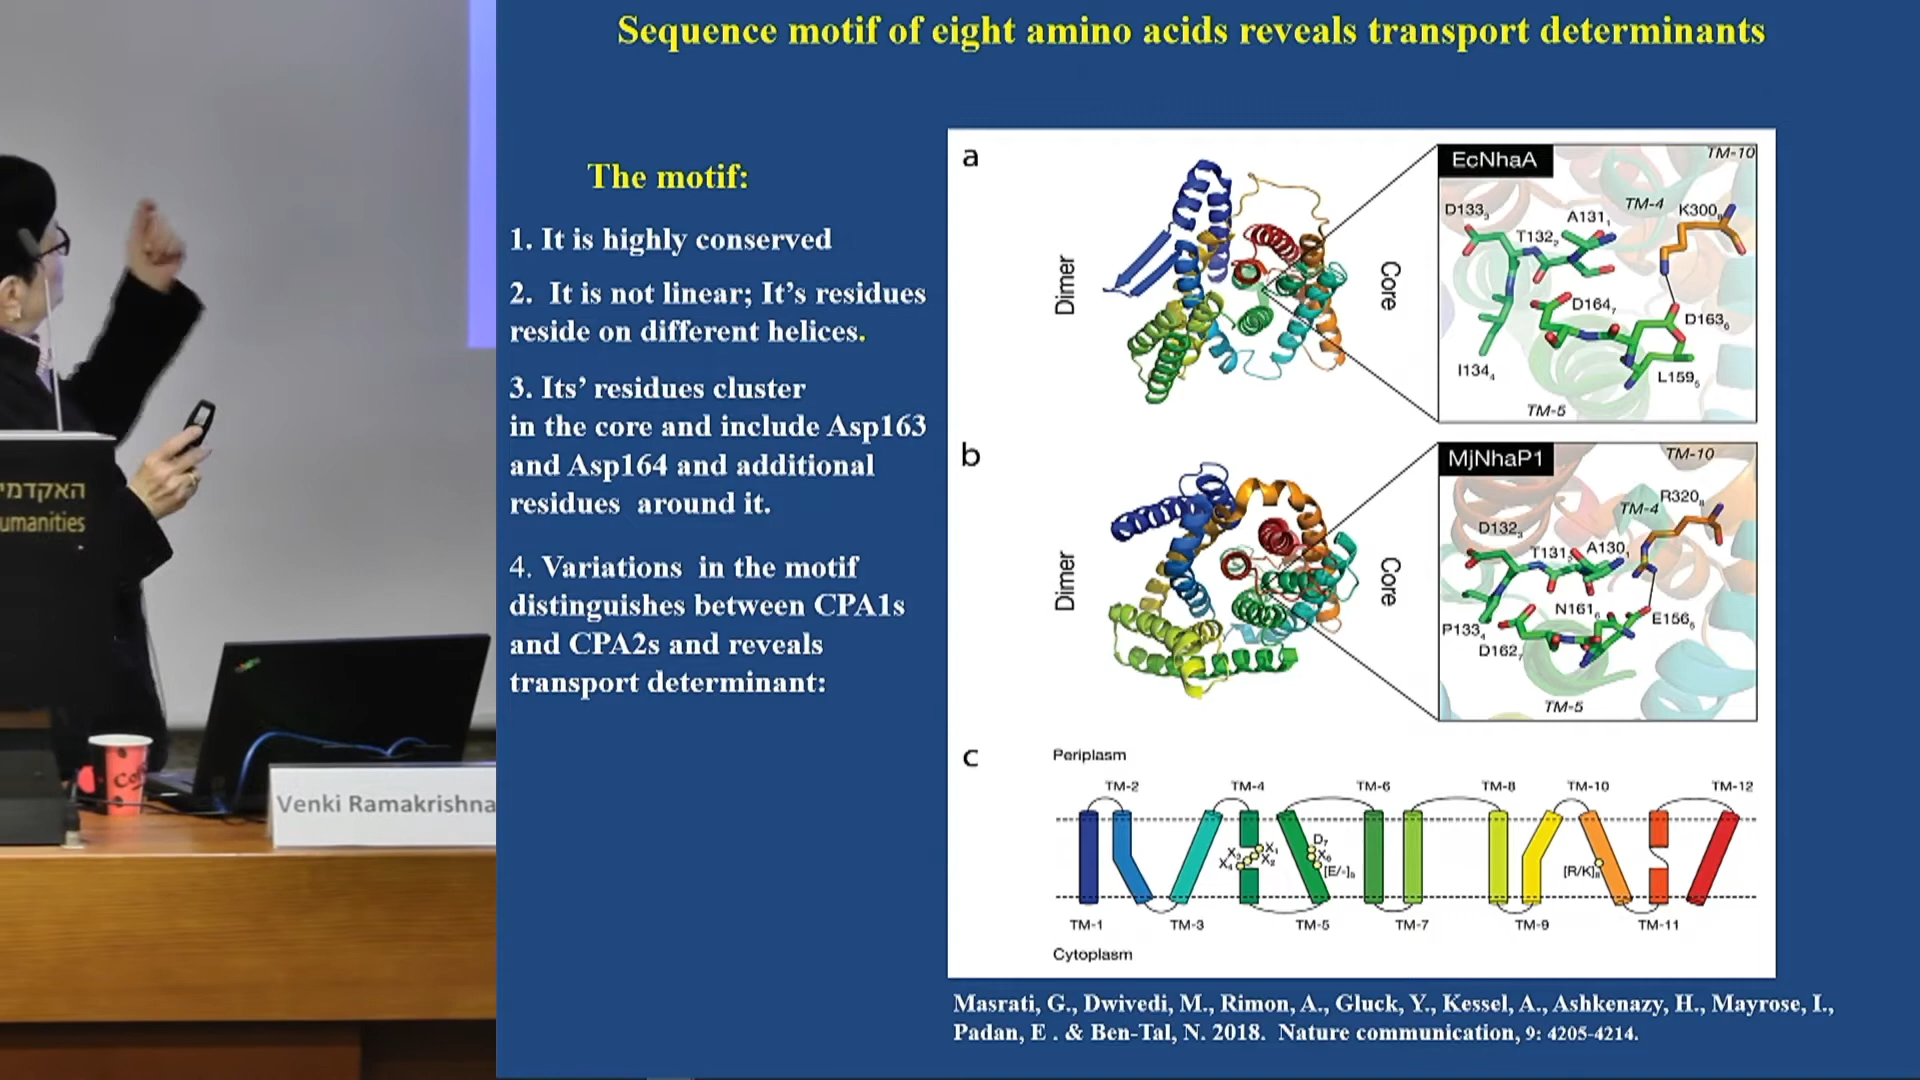 Sequence motif of eight amino acids reveals transport determinants
The motif:
1. It is highly conserved
2. It is not linear; It's residues
reside on different helices.
3. Its' residues cluster
in the core and include Asp163
and Asp164 and additional
residues around it.
4. Variations in the motif
distinguishes between CPA1s
and CPA2s and reveals
transport determinant:
a
Dimer
Core
EcNhaA
TM-10
D133₃
A131₁
TM-4
K300₈
T132₂
D164₇
D163₆
I134₄
L159₅
TM-5
b
Dimer
Core
MjNhaP1
TM-10
R320₈
TM-4
D132₃
T131₂
A130₁
N161₆
E156₅
P133₄
D162₇
TM-5
c
Periplasm
TM-2
TM-4
TM-6
TM-8
TM-10
TM-12
X₁
X₂
X₃
X₄
D₇
X₆
[E/-]₅
[R/K]₈
TM-1
TM-3
TM-5
TM-7
TM-9
TM-11
Cytoplasm
Masrati, G., Dwivedi, M., Rimon, A., Gluck, Y., Kessel, A., Ashkenazy, H., Mayrose, I.,
Padan, E . & Ben-Tal, N. 2018. Nature communication, 9: 4205-4214.
האקדמי
umanities
Venki Ramakrishna